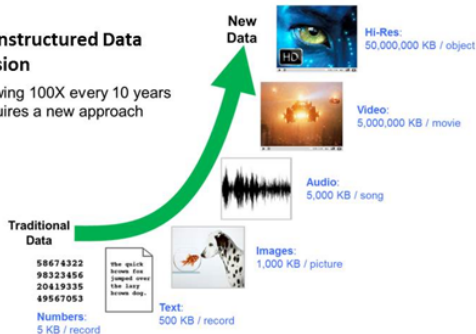 nstructured Data
sion
wing 100X every 10 years
uires a new approach
New
Data
HD
Hi-Res:
50,000,000 KB / object
Video:
5,000,000 KB / movie
Audio:
5,000 KB / song
Images:
1,000 KB / picture
Traditional
Data
58674322
98323456
20419335
49567053
Numbers:
5 KB / record
The quick
brown fox
jumped over
the lazy
brown dog.
Text:
500 KB / record